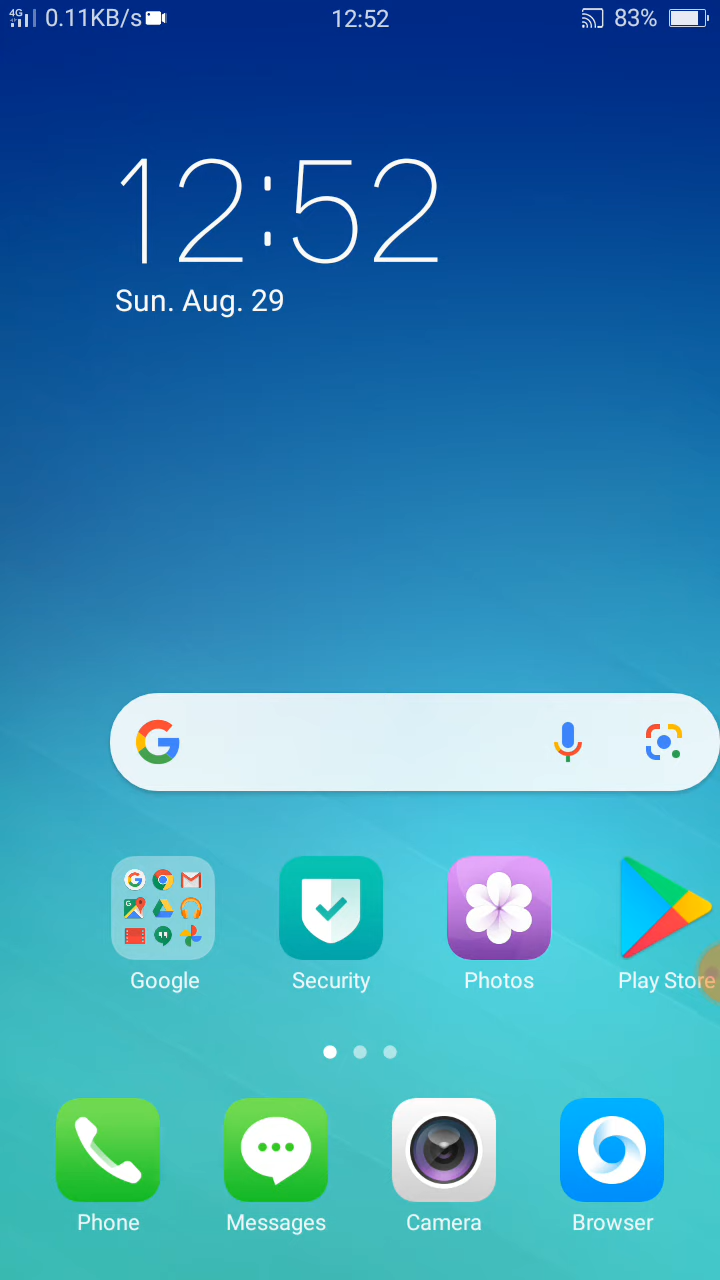 4G 0.11KB/s 12:52 83%
12:52
Sun. Aug. 29
Google Security Photos Play Store
Phone Messages Camera Browser